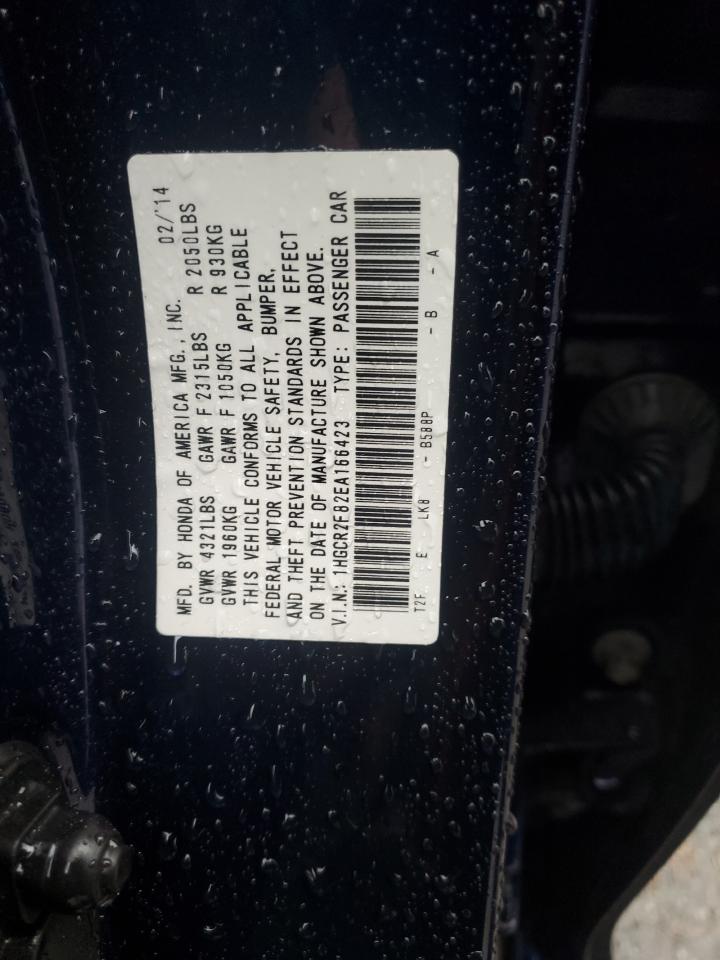 MFD. BY HONDA OF AMERICA MFG., INC. 02/'14
GVWR 4321LBS GAWR F 2315LBS R 2050LBS
GVWR 1960KG GAWR F 1050KG R 930KG
THIS VEHICLE CONFORMS TO ALL APPLICABLE
FEDERAL MOTOR VEHICLE SAFETY, BUMPER,
AND THEFT PREVENTION STANDARDS IN EFFECT
ON THE DATE OF MANUFACTURE SHOWN ABOVE.
V.I.N.: 1HGCR2F82EA166423 TYPE: PASSENGER CAR
T2F E LK8 - B588P - B - A